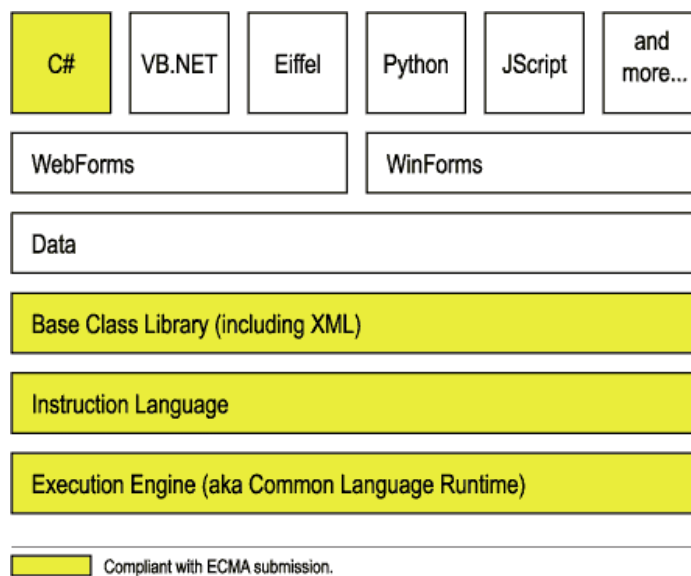 C#
VB.NET
Eiffel
Python
JScript
and
more...
WebForms
WinForms
Data
Base Class Library (including XML)
Instruction Language
Execution Engine (aka Common Language Runtime)
Compliant with ECMA submission.